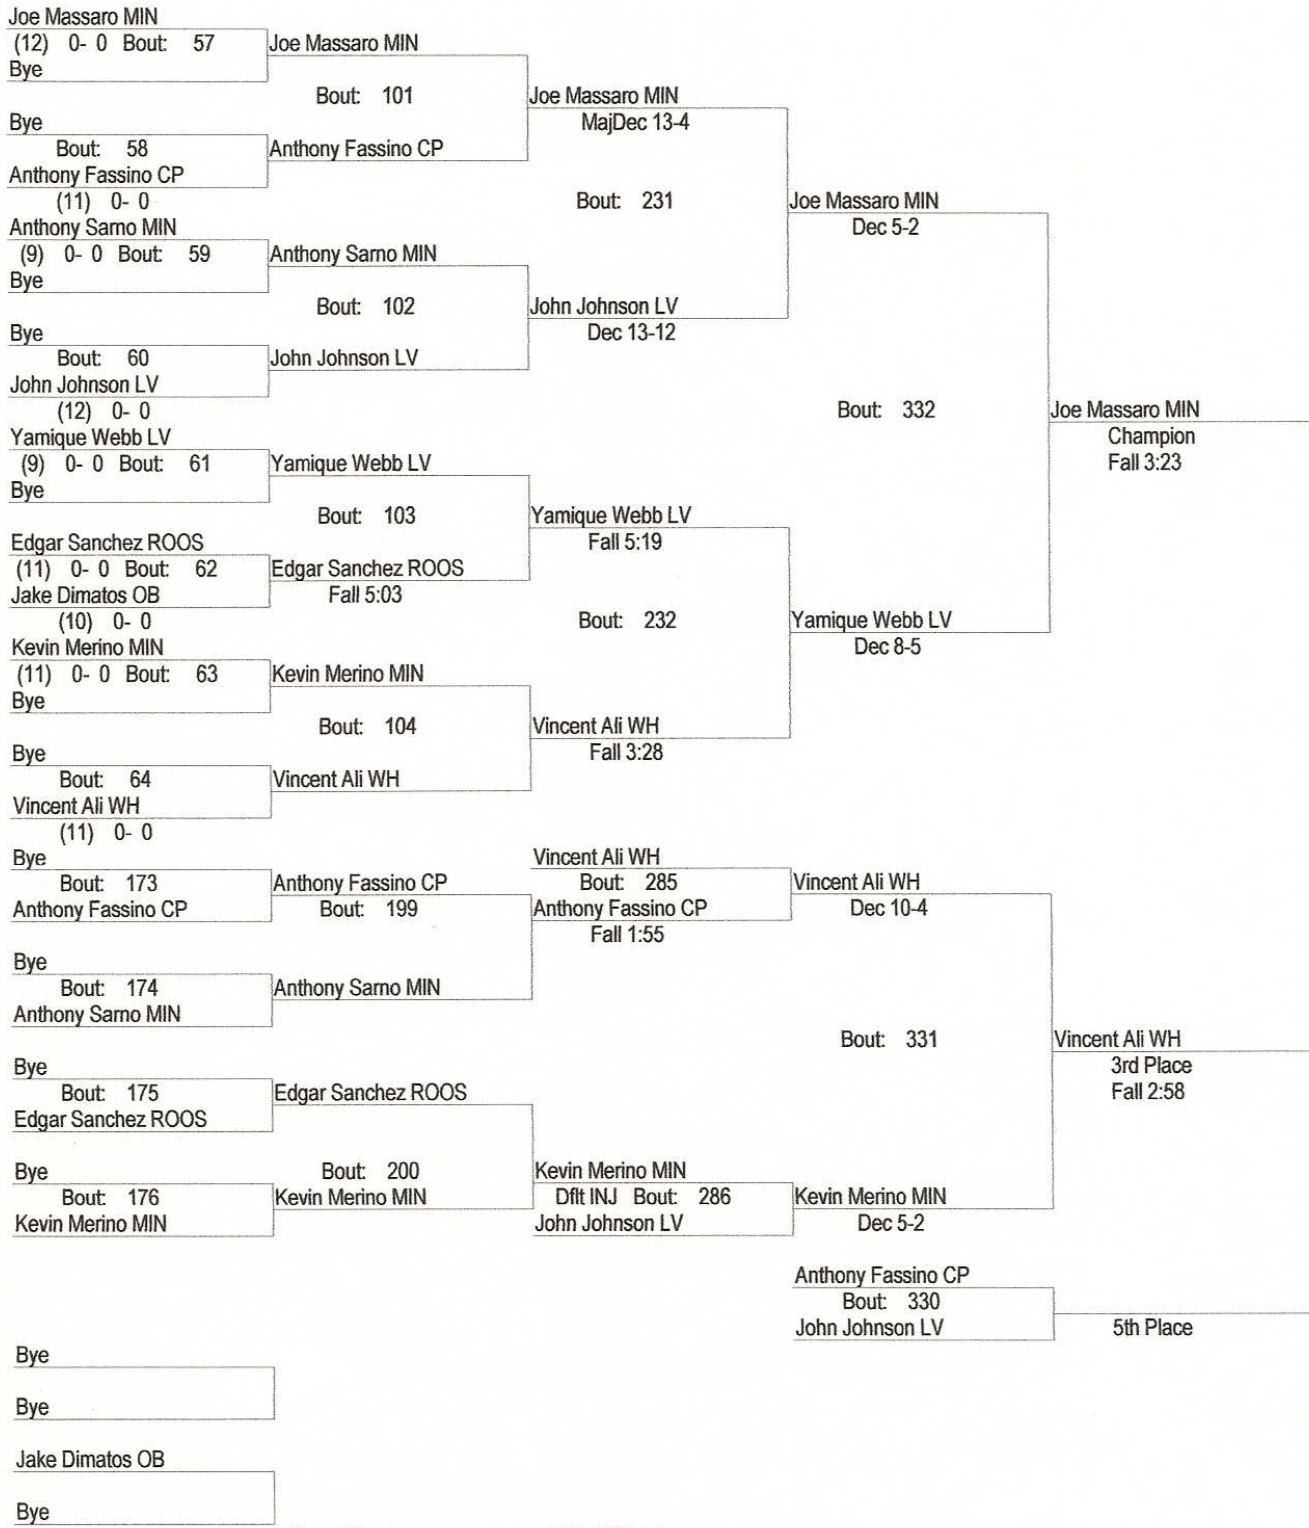 Joe Massaro MIN
(12) 0- 0 Bout: 57
Joe Massaro MIN
Bye
Bout: 101
Joe Massaro MIN
MajDec 13-4
Bye
Bout: 58
Anthony Fassino CP
Anthony Fassino CP
(11) 0- 0
Bout: 231
Joe Massaro MIN
Dec 5-2
Anthony Sarno MIN
(9) 0- 0 Bout: 59
Anthony Sarno MIN
Bye
Bout: 102
John Johnson LV
Dec 13-12
Bye
Bout: 60
John Johnson LV
John Johnson LV
(12) 0- 0
Bout: 332
Joe Massaro MIN
Champion
Fall 3:23
Yamique Webb LV
(9) 0- 0 Bout: 61
Yamique Webb LV
Bye
Bout: 103
Yamique Webb LV
Fall 5:19
Edgar Sanchez ROOS
(11) 0- 0 Bout: 62
Edgar Sanchez ROOS
Fall 5:03
Jake Dimatos OB
(10) 0- 0
Bout: 232
Yamique Webb LV
Dec 8-5
Kevin Merino MIN
(11) 0- 0 Bout: 63
Kevin Merino MIN
Bye
Bout: 104
Vincent Ali WH
Fall 3:28
Bye
Bout: 64
Vincent Ali WH
Vincent Ali WH
(11) 0- 0
Bye
Bout: 173
Anthony Fassino CP
Anthony Fassino CP
Bout: 199
Vincent Ali WH
Bout: 285
Anthony Fassino CP
Fall 1:55
Vincent Ali WH
Dec 10-4
Bye
Bout: 174
Anthony Sarno MIN
Anthony Sarno MIN
Bout: 331
Vincent Ali WH
3rd Place
Fall 2:58
Bye
Bout: 175
Edgar Sanchez ROOS
Edgar Sanchez ROOS
Bye
Bout: 176
Kevin Merino MIN
Bout: 200
Kevin Merino MIN
Kevin Merino MIN
Dflt INJ Bout: 286
John Johnson LV
Kevin Merino MIN
Dec 5-2
Anthony Fassino CP
Bout: 330
John Johnson LV
5th Place
Bye
Bye
Jake Dimatos OB
Bye